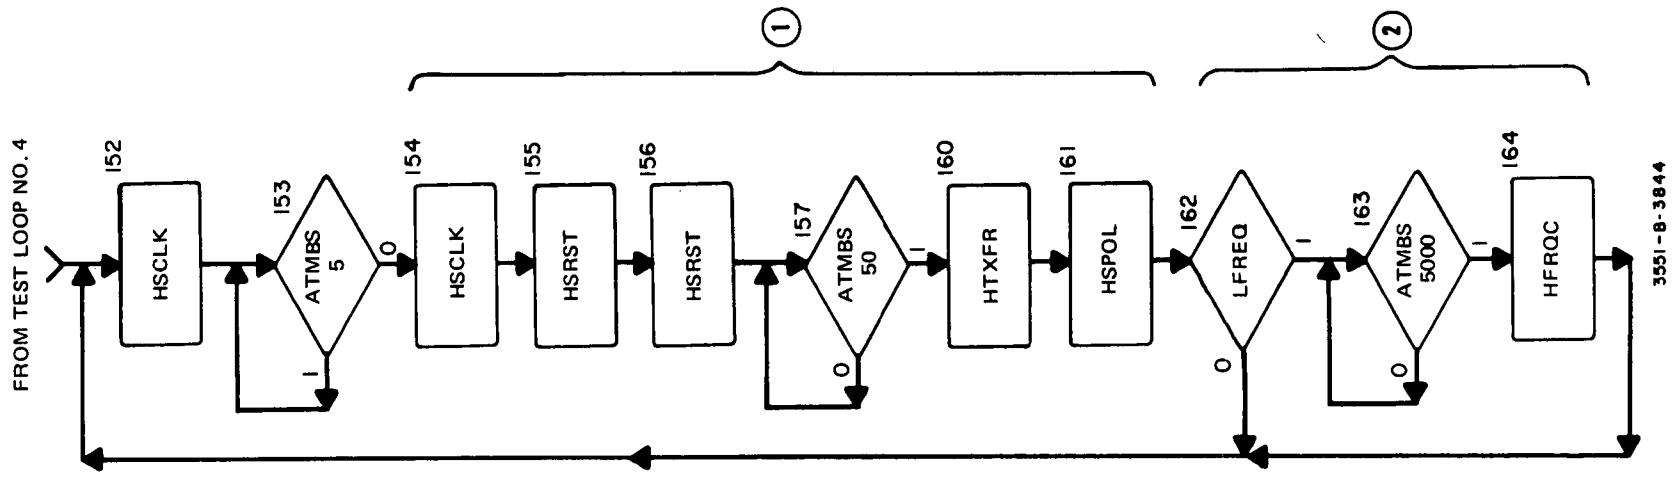 FROM TEST LOOP NO. 4
152
HSCLK
153
ATMBS
5
1
0
154
HSCLK
155
HSRST
156
HSRST
157
ATMBS
50
0
1
160
HTXFR
161
HSPOL
162
LFREQ
0
1
163
ATMBS
5000
0
1
164
HFRQC
1
2
3551-8-3844